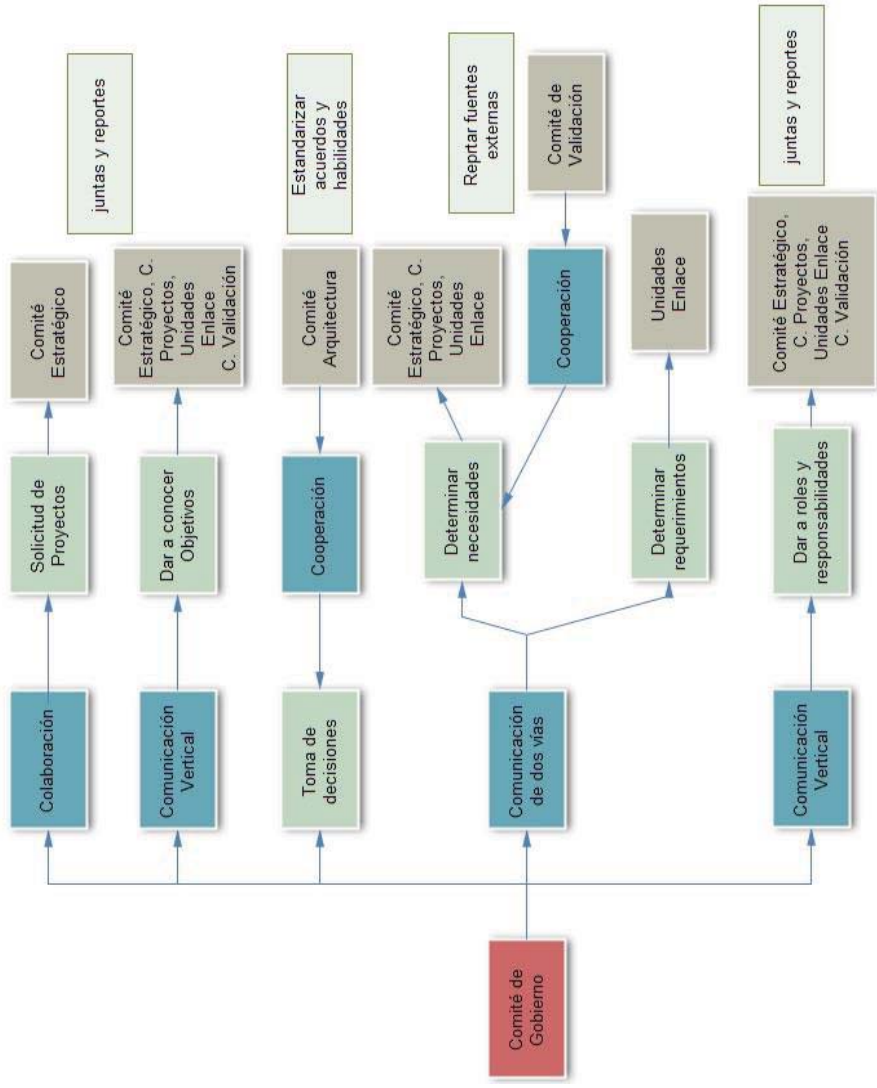 Comité de
Gobierno
Colaboración
Solicitud de
Proyectos
Comité
Estratégico
juntas y reportes
Comunicación
Vertical
Dar a conocer
Objetivos
Comité
Estratégico, C.
Proyectos,
Unidades
Enlace
C. Validación
Toma de
decisiones
Cooperación
Comité
Arquitectura
Estandarizar
acuerdos y
habilidades
Comunicación
de dos vías
Determinar
necesidades
Comité
Estratégico, C.
Proyectos,
Unidades
Enlace
Reprtar fuentes
externas
Cooperación
Comité de
Validación
Determinar
requerimientos
Unidades
Enlace
Comunicación
Vertical
Dar a roles y
responsabilidades
Comité Estratégico,
C. Proyectos,
Unidades Enlace
C. Validación
juntas y reportes